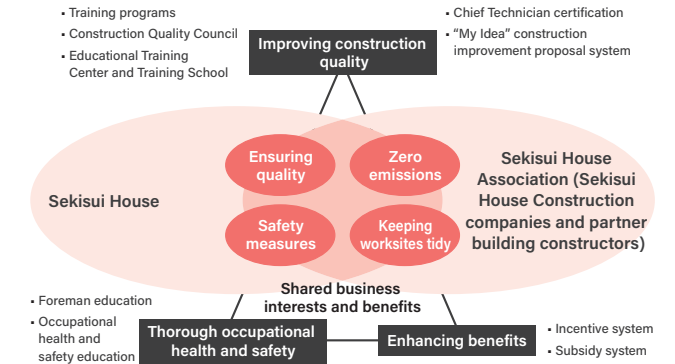 ▪ Training programs
▪ Construction Quality Council
▪ Educational Training
Center and Training School
Improving construction
quality
▪ Chief Technician certification
▪ “My Idea” construction
improvement proposal system
Sekisui House
Ensuring
quality
Zero
emissions
Safety
measures
Keeping
worksites tidy
Sekisui House
Association (Sekisui
House Construction
companies and partner
building constructors)
Shared business
interests and benefits
▪ Foreman education
▪ Occupational
health and
safety education
Thorough occupational
health and safety
Enhancing benefits
▪ Incentive system
▪ Subsidy system